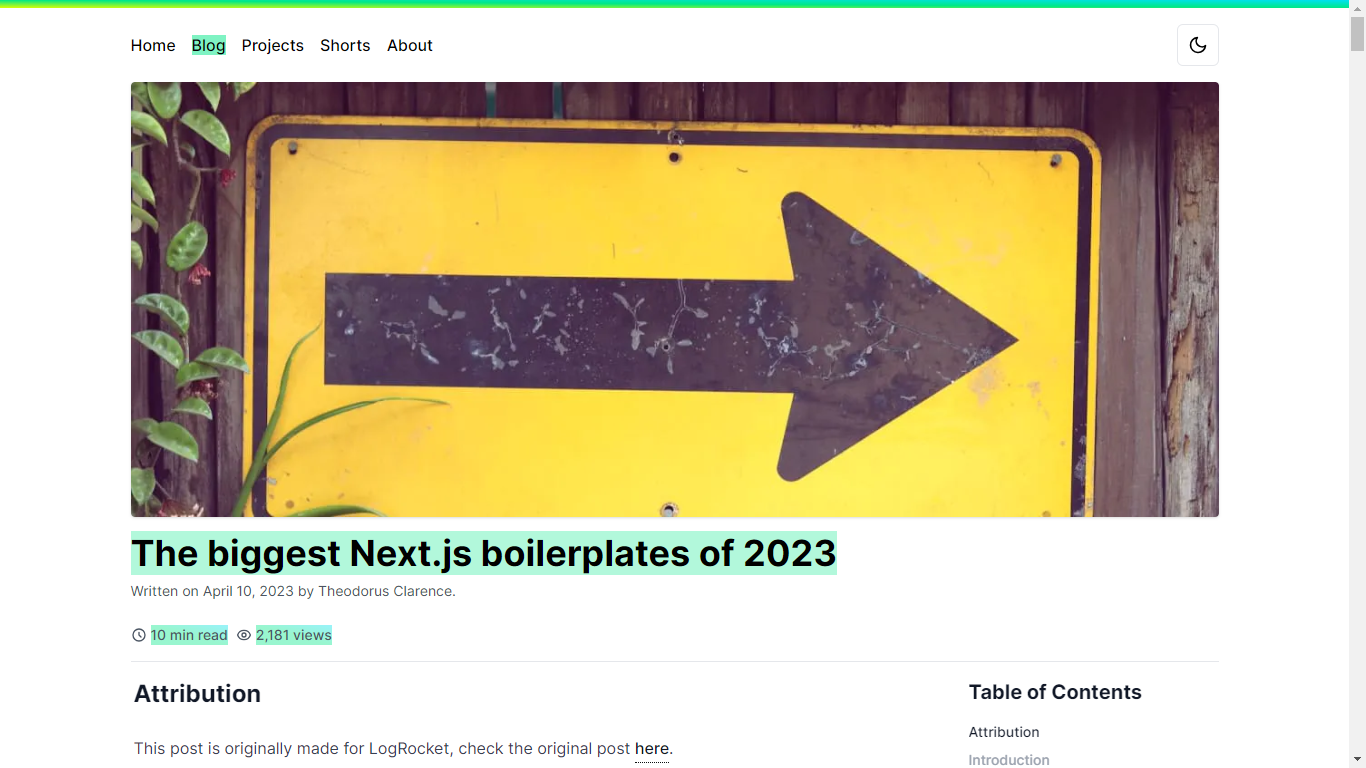 Home Blog Projects Shorts About
The biggest Next.js boilerplates of 2023
Written on April 10, 2023 by Theodorus Clarence.
10 min read 2,181 views
Attribution
This post is originally made for LogRocket, check the original post here.
Table of Contents
Attribution
Introduction